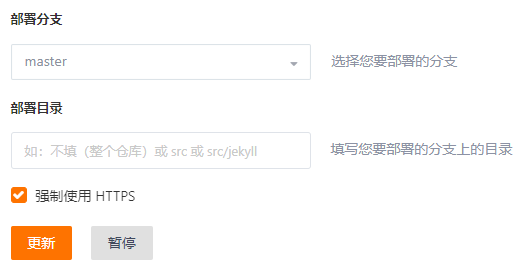 部署分支
master 选择您要部署的分支
部署目录
如：不填（整个仓库）或 src 或 src/jekyll 填写您要部署的分支上的目录
强制使用 HTTPS
更新 暂停